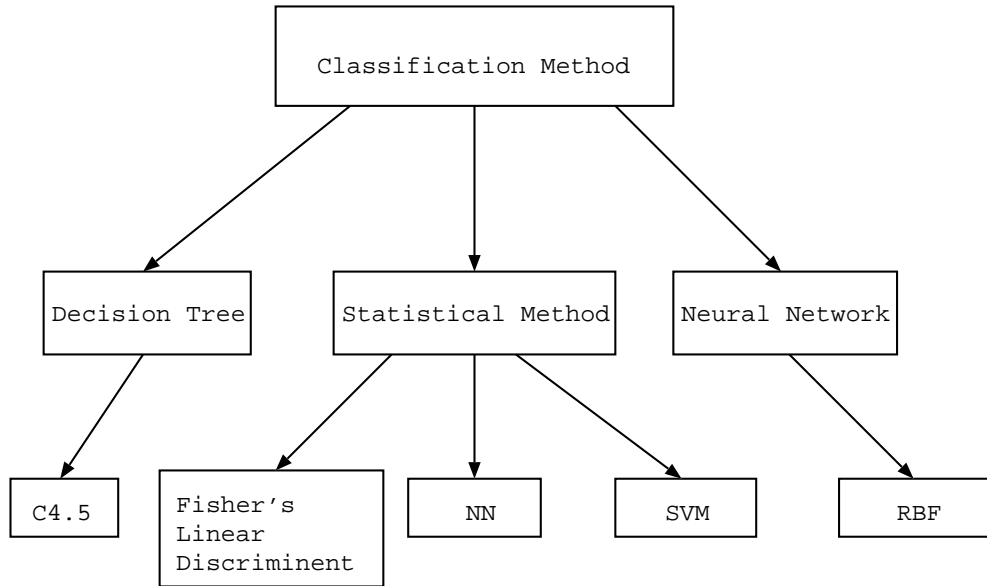 Classification Method
Decision Tree
Statistical Method
Neural Network
C4.5
Fisher's
Linear
Discriminent
NN
SVM
RBF